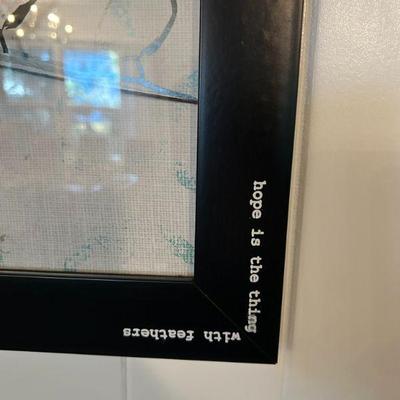 hope is the thing
with feathers